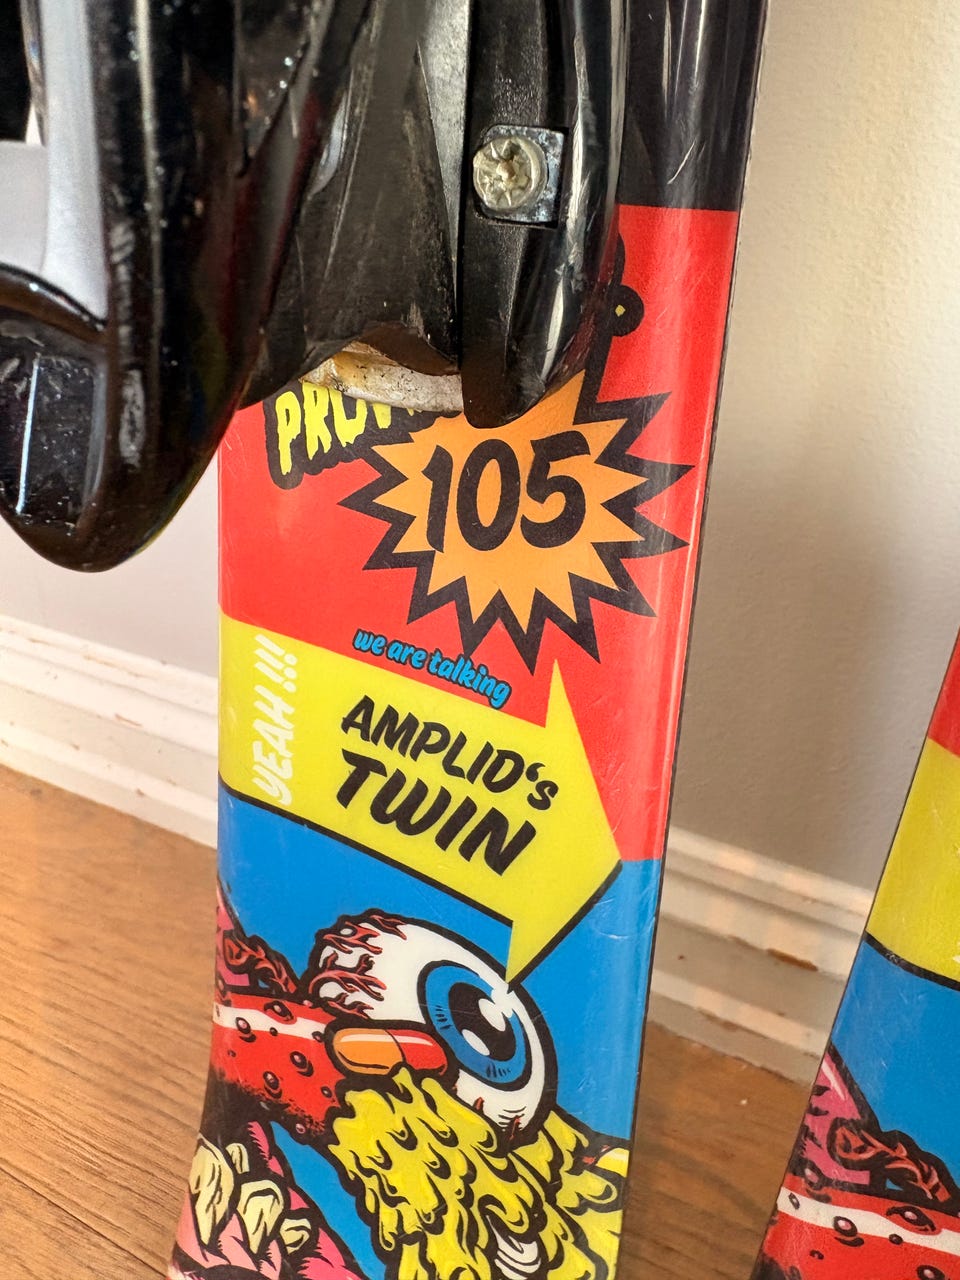 105
we are talking
YEAH!!!
AMPLID‘s
TWIN